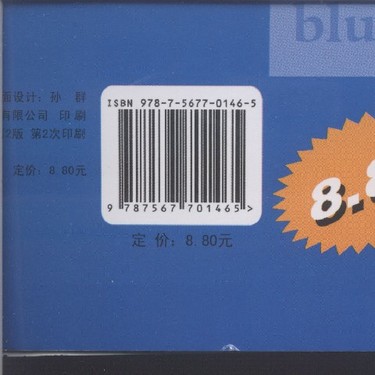 blu
面设计：孙 群
有限公司 印刷
2版 第2次印刷
定价：8.80元
ISBN 978-7-5677-0146-5
9 787567 701465 >
定 价：8.80元
8.8